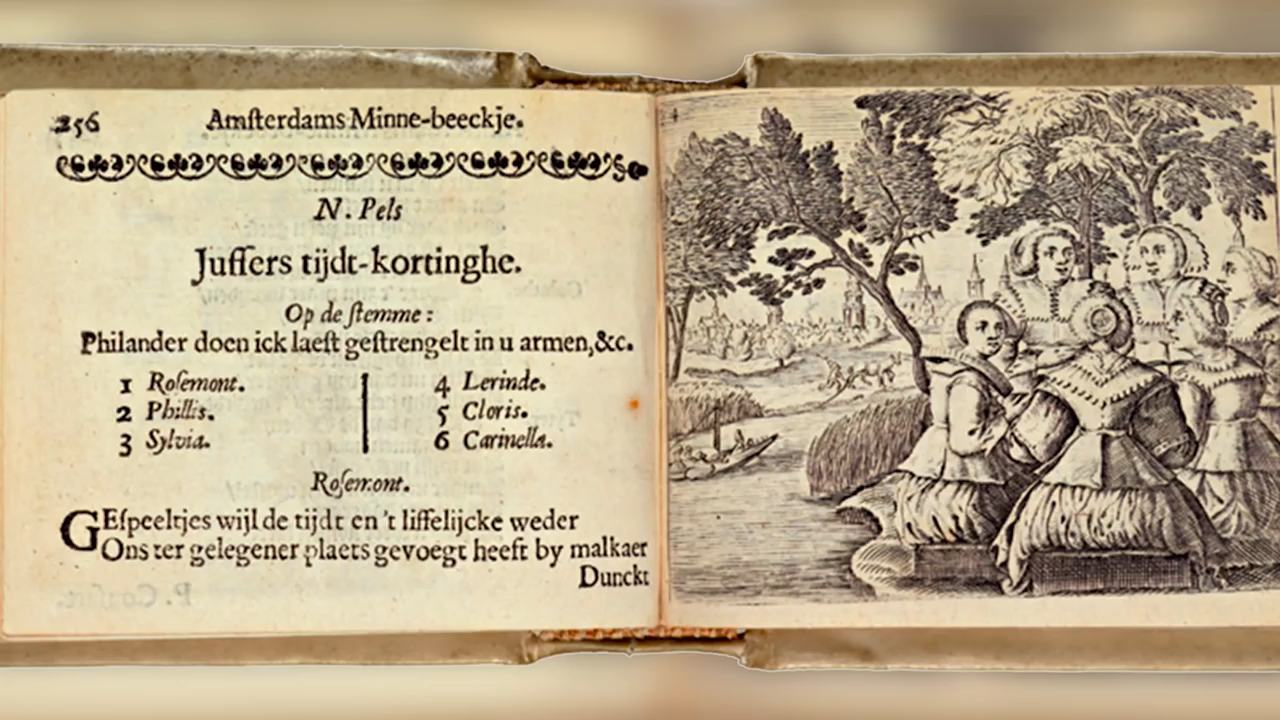 256 Amſterdams Minne-beeckje.
N. Pels
Juſſers tijdt-kortinghe.
Op de ſtemme:
Philander doen ick laeſt geſtrengelt in u armen,&c.
1 Roſemont.
2 Phillis.
3 Sylvia.
4 Lerinde.
5 Cloris.
6 Carinella.
Roſemont.
GEſpeeltjes wijl de tijdt en 't liffelijcke weder
Ons ter gelegener plaets gevoegt heeft by malkaer
Dunckt